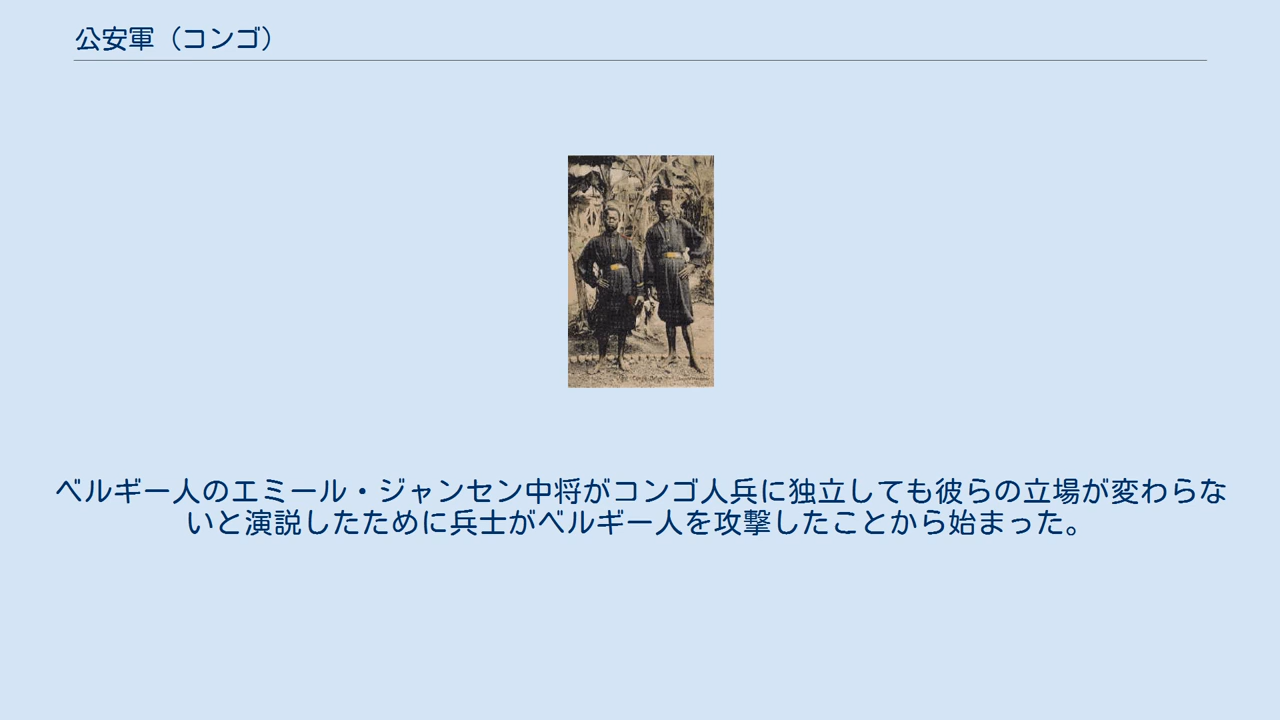 公安軍（コンゴ）
ベルギー人のエミール・ジャンセン中将がコンゴ人兵に独立しても彼らの立場が変わらな
いと演説したために兵士がベルギー人を攻撃したことから始まった。